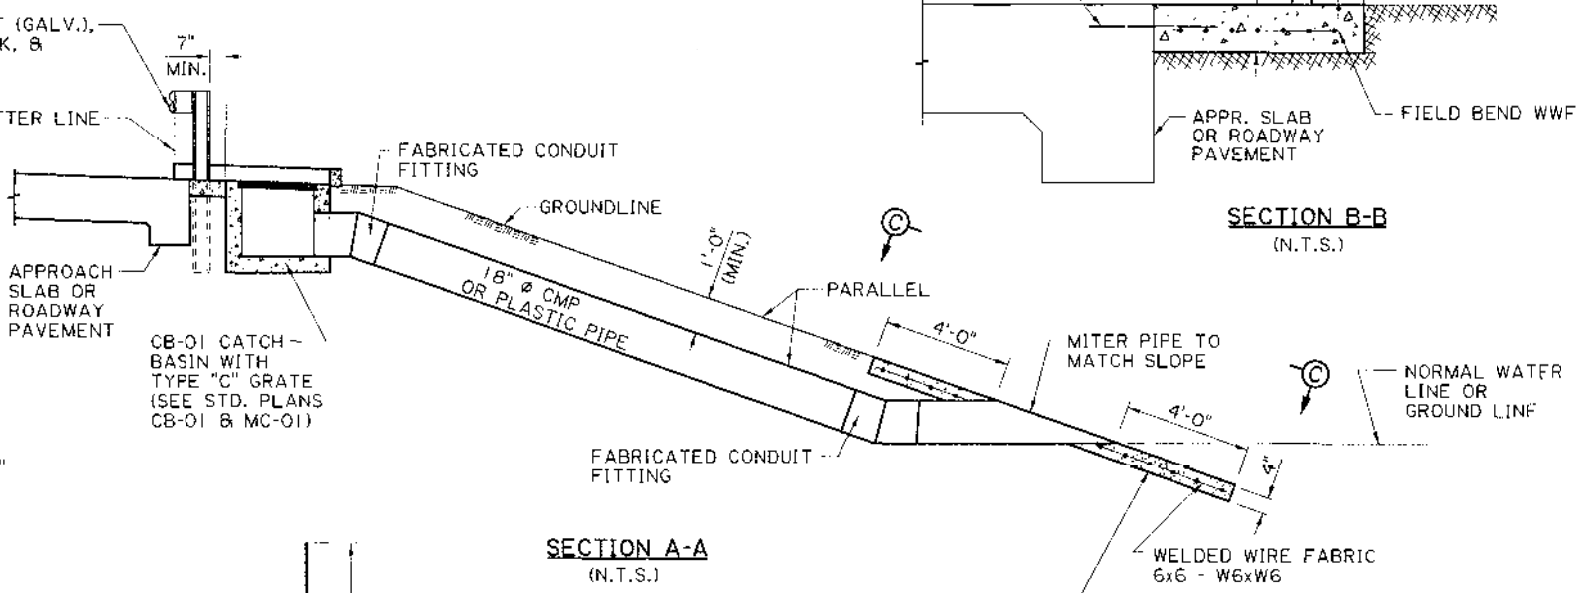 (GALV.),
K. &
7"
MIN.
TTER LINE
FABRICATED CONDUIT
FITTING
GROUNDLINE
1'-0"
(MIN.)
C
18" Ø CMP
OR PLASTIC PIPE
PARALLEL
APPROACH
SLAB OR
ROADWAY
PAVEMENT
CB-01 CATCH
BASIN WITH
TYPE "C" GRATE
(SEE STD. PLANS
CB-01 & MC-01)
4'-0"
MITER PIPE TO
MATCH SLOPE
C
NORMAL WATER
LINE OR
GROUND LINE
4'-0"
4"
FABRICATED CONDUIT
FITTING
WELDED WIRE FABRIC
6x6 - W6xW6
SECTION A-A
(N.T.S.)
APPR. SLAB
OR ROADWAY
PAVEMENT
FIELD BEND WWF
SECTION B-B
(N.T.S.)
"